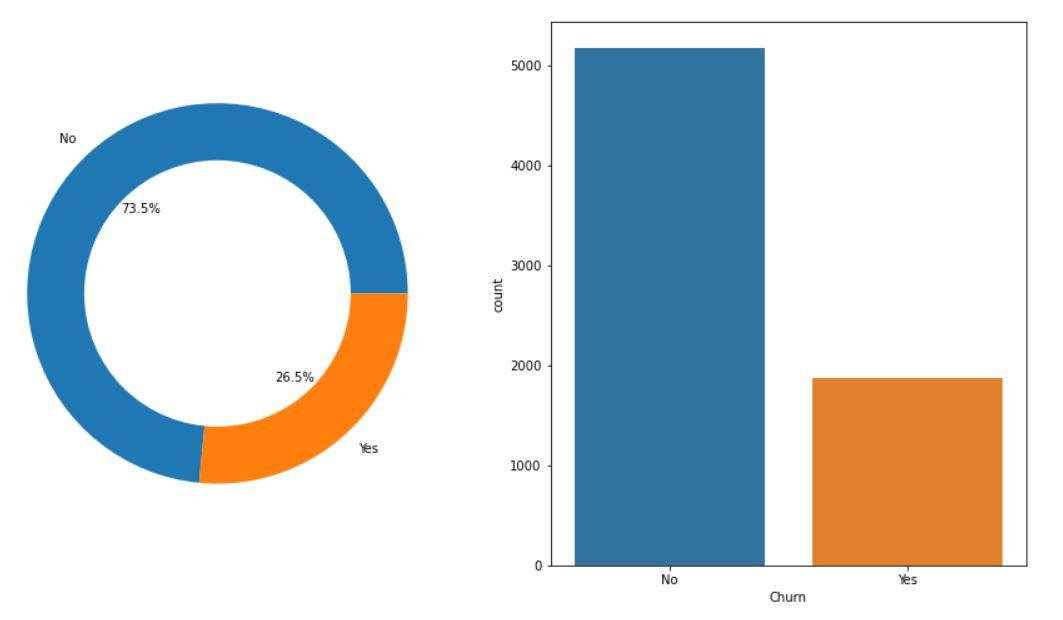 No
73.5%
26.5%
Yes
count
5000
4000
3000
2000
1000
0
No
Yes
Churn